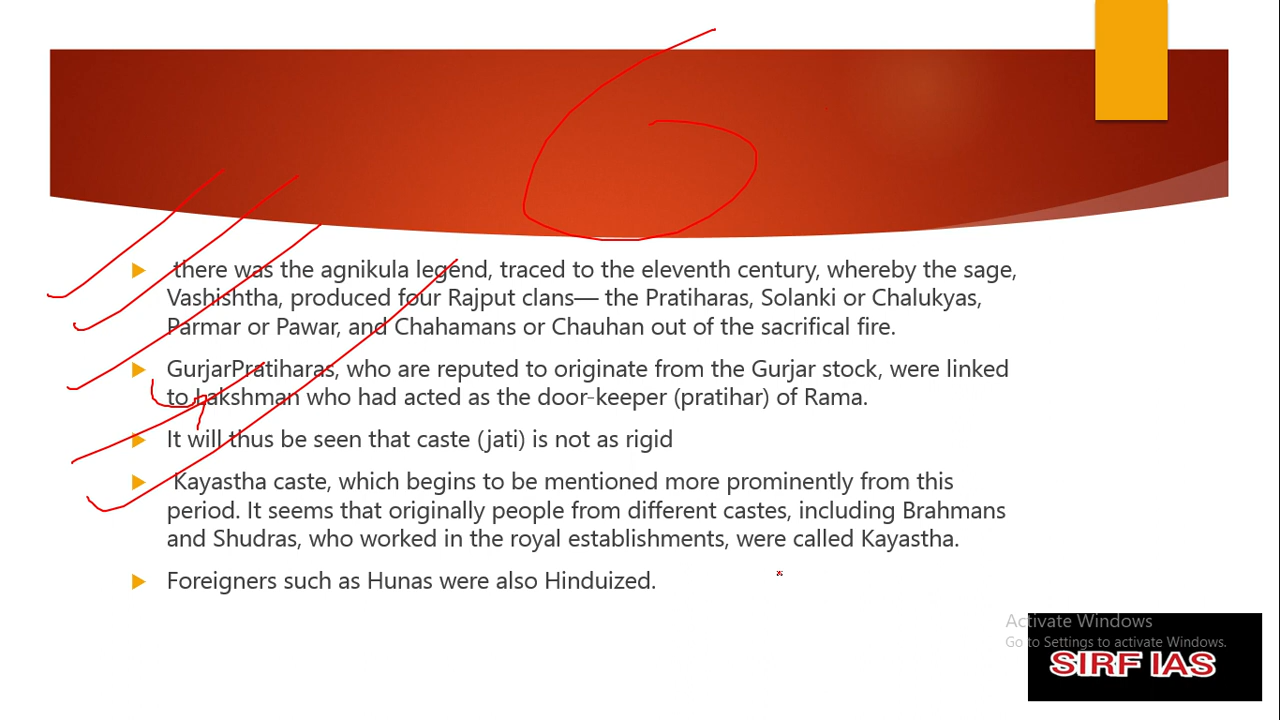 there was the agnikula legend, traced to the eleventh century, whereby the sage,
Vashishtha, produced four Rajput clans— the Pratiharas, Solanki or Chalukyas,
Parmar or Pawar, and Chahamans or Chauhan out of the sacrifical fire.
GurjarPratiharas, who are reputed to originate from the Gurjar stock, were linked
to Lakshman who had acted as the door-keeper (pratihar) of Rama.
It will thus be seen that caste (jati) is not as rigid
Kayastha caste, which begins to be mentioned more prominently from this
period. It seems that originally people from different castes, including Brahmans
and Shudras, who worked in the royal establishments, were called Kayastha.
Foreigners such as Hunas were also Hinduized.
Activate Windows
Go to Settings to activate Windows.
SIRF IAS